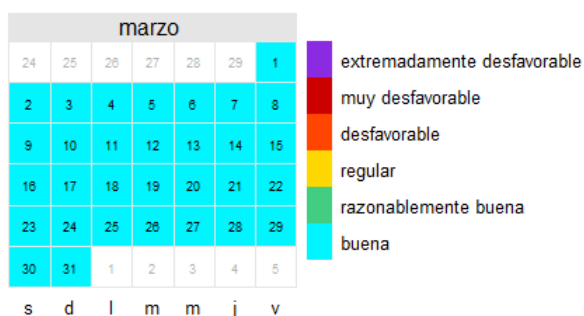 marzo
24 25 26 27 28 29 1
2 3 4 5 6 7 8
9 10 11 12 13 14 15
16 17 18 19 20 21 22
23 24 25 26 27 28 29
30 31 1 2 3 4 5
s d l m m j v
extremadamente desfavorable
muy desfavorable
desfavorable
regular
razonablemente buena
buena